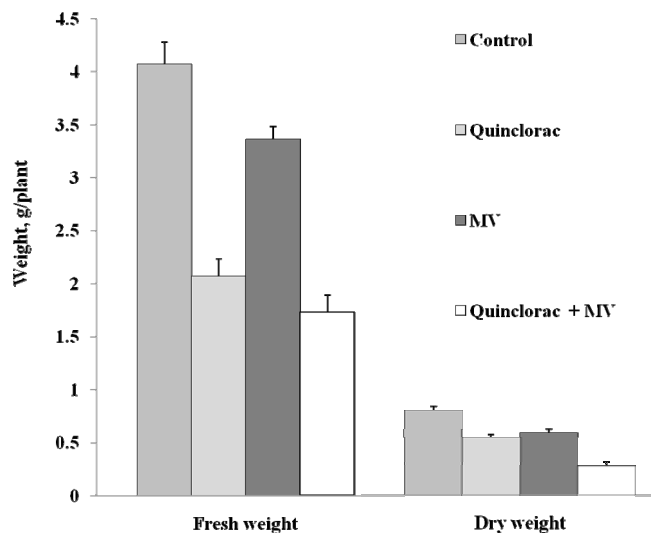 4.5
4
3.5
3
2.5
2
1.5
1
0.5
0
Weight, g/plant
Control
Quinclorac
MV
Quinclorac + MV
Fresh weight
Dry weight